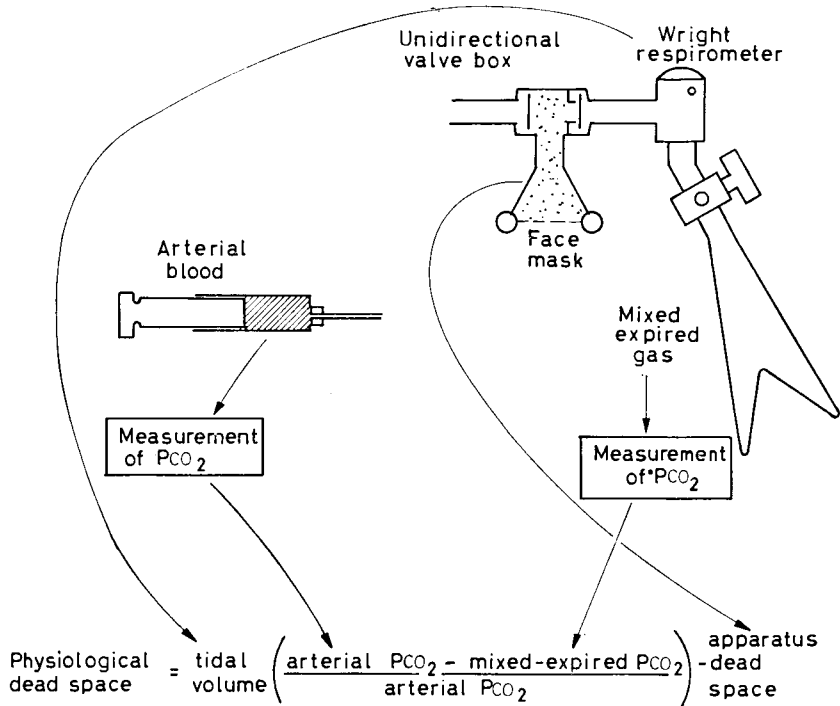 Unidirectional
valve box
Wright
respirometer
Face
mask
Arterial
blood
Mixed
expired
gas
Measurement
of PCO2
Measurement
of PCO2
Physiological
dead space
= tidal
volume
( arterial PCO2 - mixed-expired PCO2 )
arterial PCO2
- apparatus
dead
space